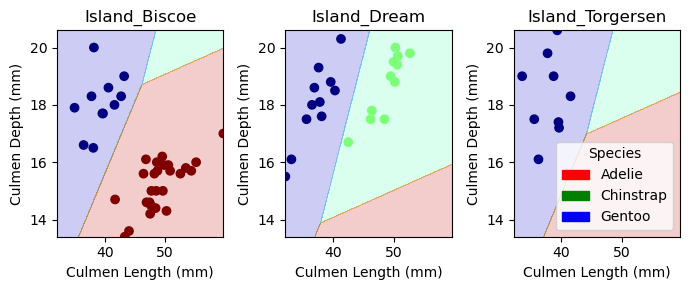 Island_Biscoe
20
18
16
14
Culmen Depth (mm)
40
50
Culmen Length (mm)
Island_Dream
20
18
16
14
Culmen Depth (mm)
40
50
Culmen Length (mm)
Island_Torgersen
20
18
16
14
Culmen Depth (mm)
40
50
Culmen Length (mm)
Species
Adelie
Chinstrap
Gentoo